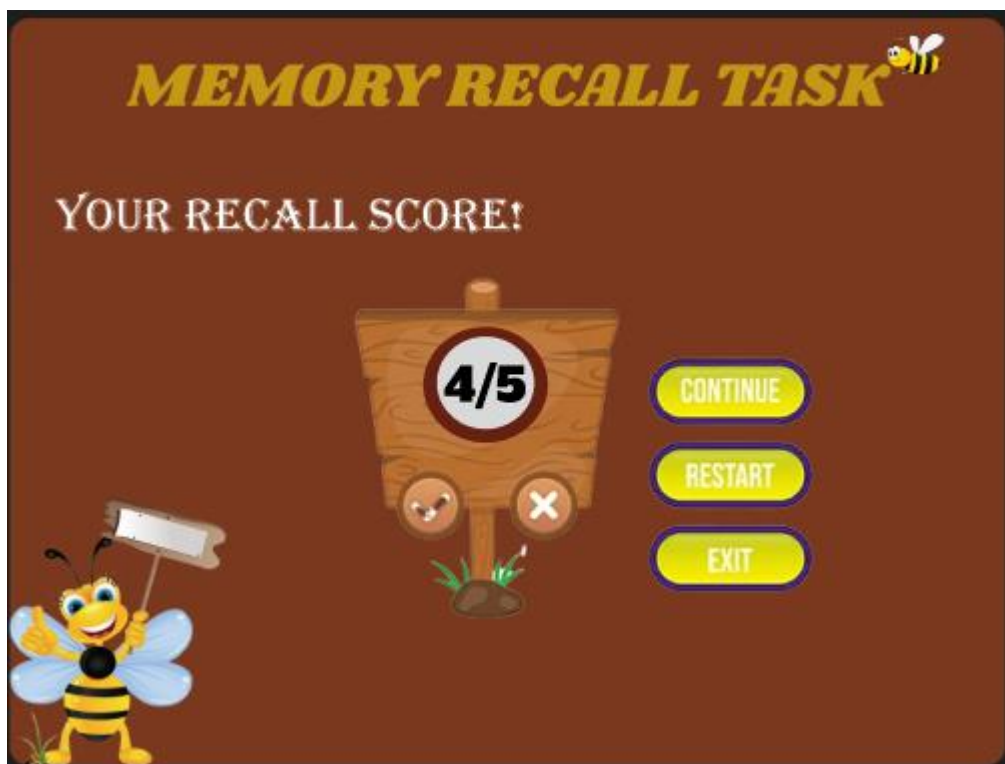 MEMORY RECALL TASK
YOUR RECALL SCORE!
4/5
CONTINUE
RESTART
EXIT